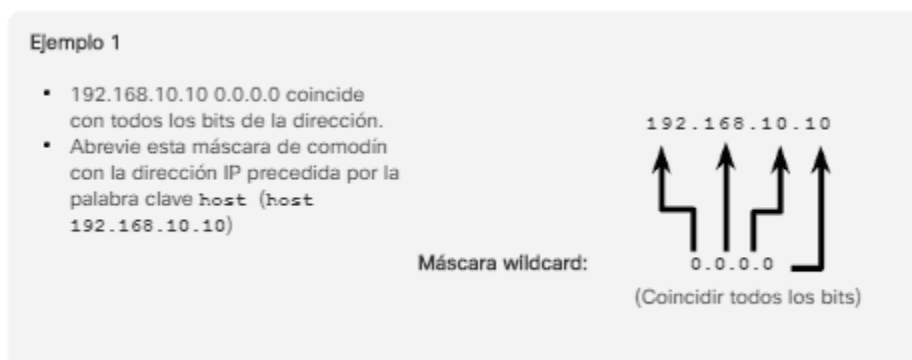 Ejemplo 1
• 192.168.10.10 0.0.0.0 coincide
con todos los bits de la dirección.
• Abrevie esta máscara de comodín
con la dirección IP precedida por la
palabra clave host (host
192.168.10.10)
192.168.10.10
Máscara wildcard:
0.0.0.0
(Coincidir todos los bits)